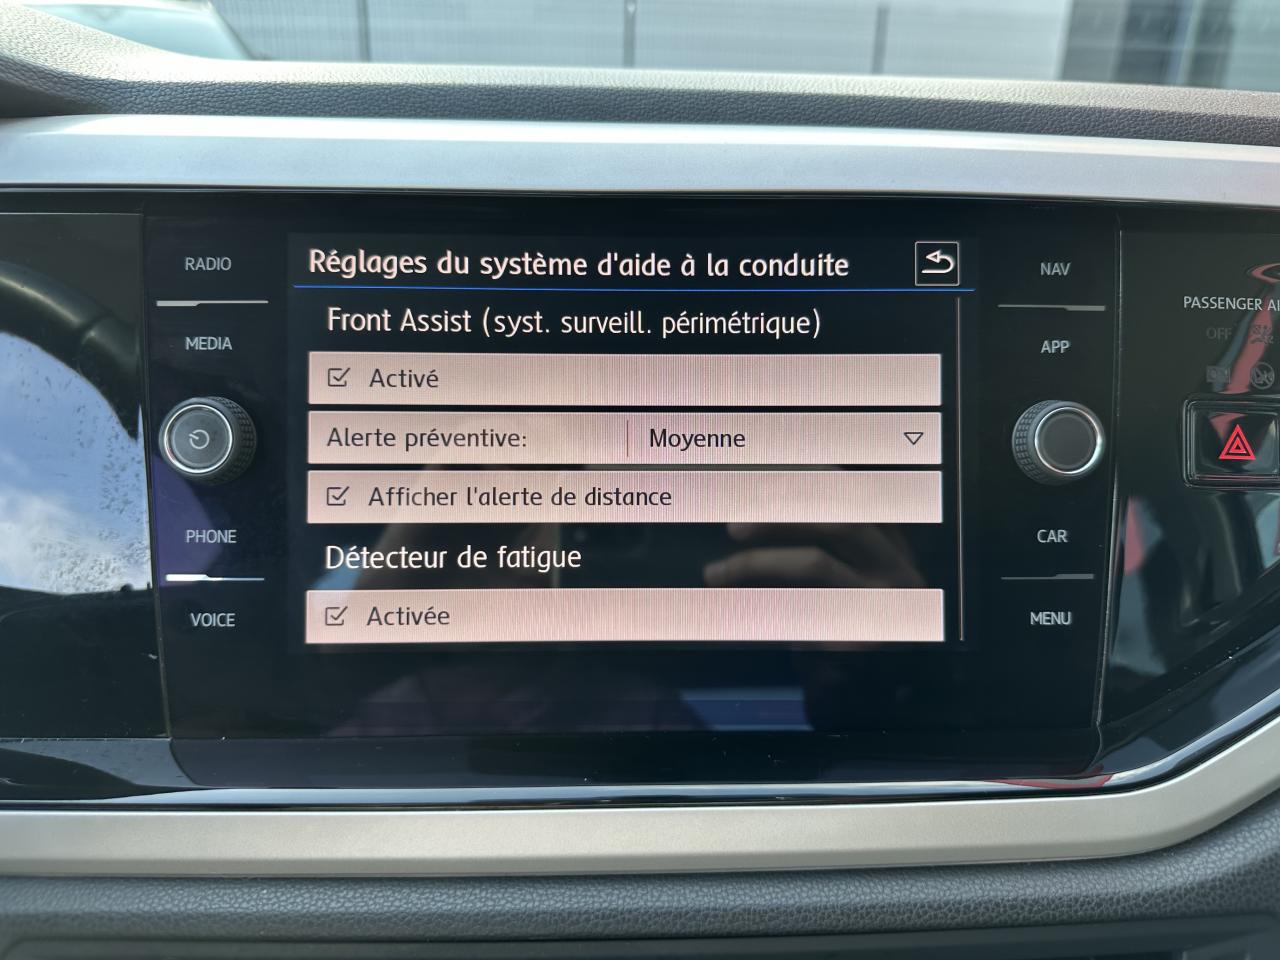 RADIO
MEDIA
PHONE
VOICE
Réglages du système d'aide à la conduite
Front Assist (syst. surveill. périmétrique)
Activé
Alerte préventive: Moyenne
Afficher l'alerte de distance
Détecteur de fatigue
Activée
NAV
APP
CAR
MENU
PASSENGER
OFF